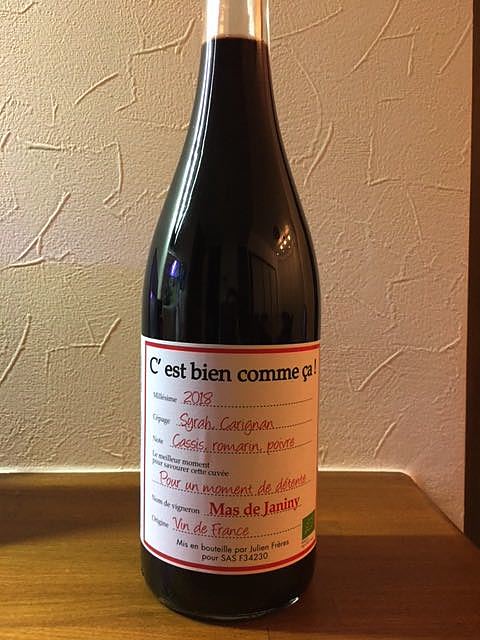 C' est bien comme ça !
Millésime 2018
Cépage Syrah, Carignan
Note Cassis, romarin, poivre
Le meilleur moment
pour savourer cette cuvée
Pour un moment de détente
Nom de vigneron Mas de Janiny
Origine Vin de France
Mis en bouteille par Julien Frères
pour SAS F34230